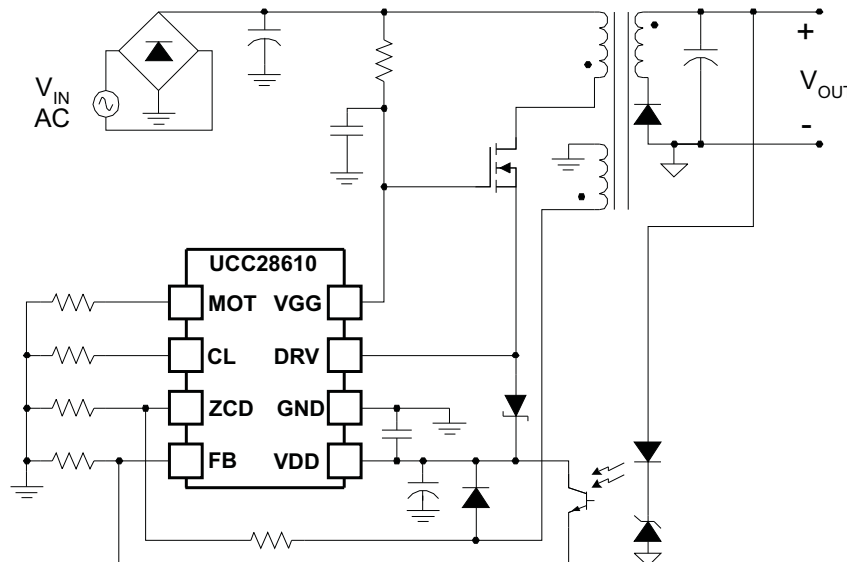 +
V_IN
AC
V_OUT
-
UCC28610
MOT VGG
CL DRV
ZCD GND
FB VDD